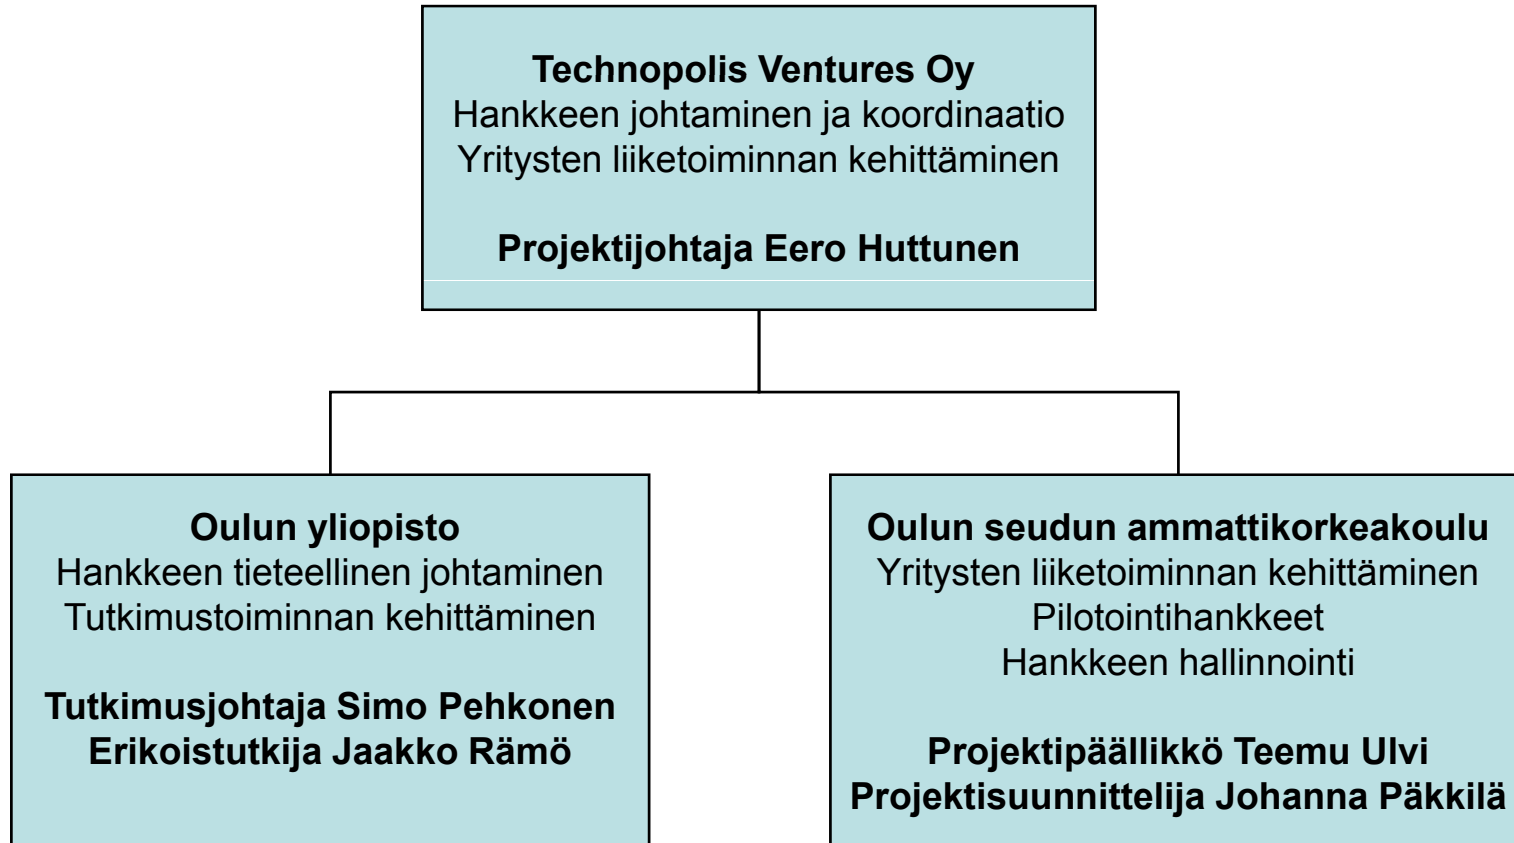 Technopolis Ventures Oy
Hankkeen johtaminen ja koordinaatio
Yritysten liiketoiminnan kehittäminen
Projektijohtaja Eero Huttunen
Oulun yliopisto
Hankkeen tieteellinen johtaminen
Tutkimustoiminnan kehittäminen
Tutkimusjohtaja Simo Pehkonen
Erikoistutkija Jaakko Rämö
Oulun seudun ammattikorkeakoulu
Yritysten liiketoiminnan kehittäminen
Pilotointihankkeet
Hankkeen hallinnointi
Projektipäällikkö Teemu Ulvi
Projektisuunnittelija Johanna Päkkilä